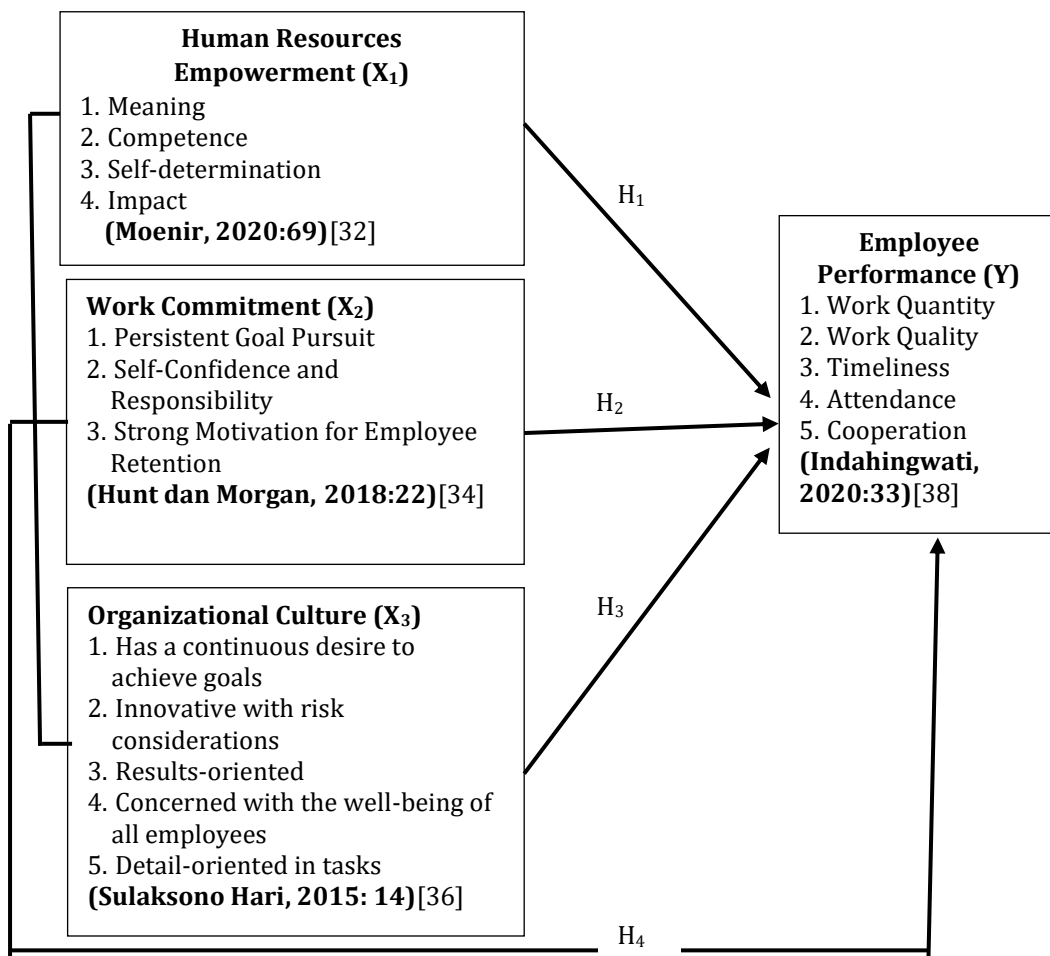 Human Resources
Empowerment (X₁)
1. Meaning
2. Competence
3. Self-determination
4. Impact
(Moenir, 2020:69)[32]
H₁
Work Commitment (X₂)
1. Persistent Goal Pursuit
2. Self-Confidence and
Responsibility
3. Strong Motivation for Employee
Retention
(Hunt dan Morgan, 2018:22)[34]
H₂
Organizational Culture (X₃)
1. Has a continuous desire to
achieve goals
2. Innovative with risk
considerations
3. Results-oriented
4. Concerned with the well-being of
all employees
5. Detail-oriented in tasks
(Sulaksono Hari, 2015: 14)[36]
H₃
Employee
Performance (Y)
1. Work Quantity
2. Work Quality
3. Timeliness
4. Attendance
5. Cooperation
(Indahingwati,
2020:33)[38]
H₄